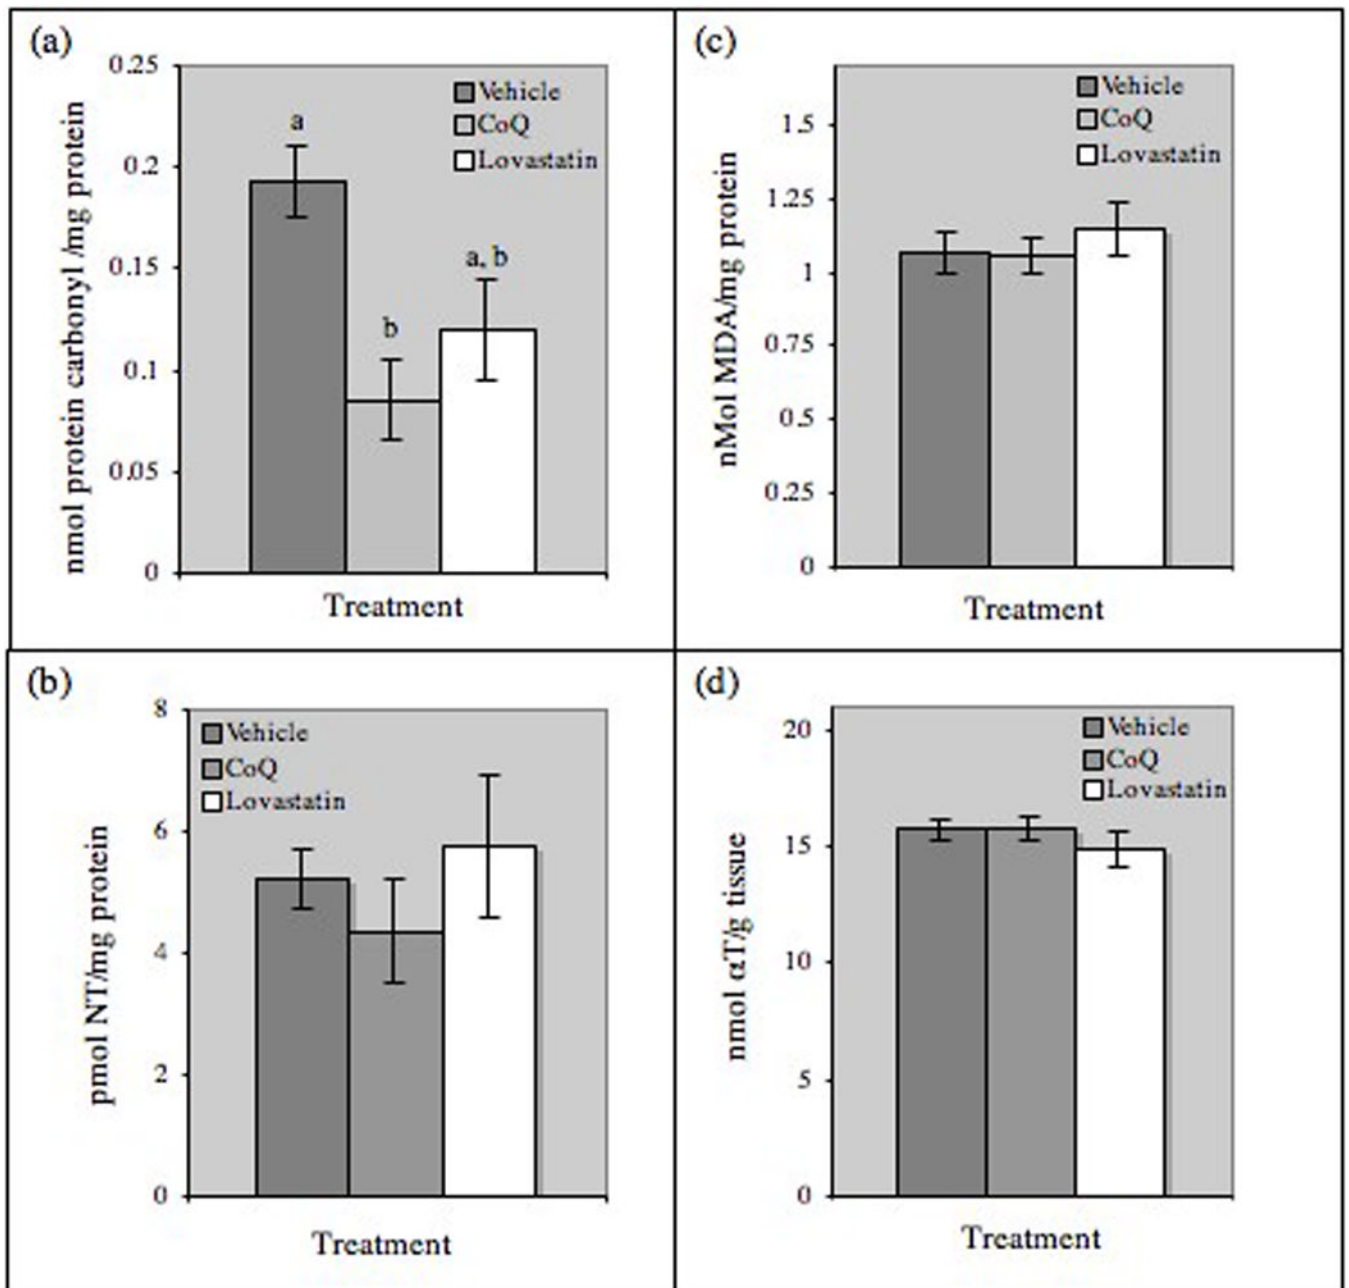 (a)
0.25
0.2
0.15
0.1
0.05
0
nmol protein carbonyl /mg protein
Vehicle
CoQ
Lovastatin
a
b
a, b
Treatment
(c)
1.5
1.25
1
0.75
0.5
0.25
0
nMol MDA/mg protein
Vehicle
CoQ
Lovastatin
Treatment
(b)
8
6
4
2
0
pmol NT/mg protein
Vehicle
CoQ
Lovastatin
Treatment
(d)
20
15
10
5
0
nmol αT/g tissue
Vehicle
CoQ
Lovastatin
Treatment